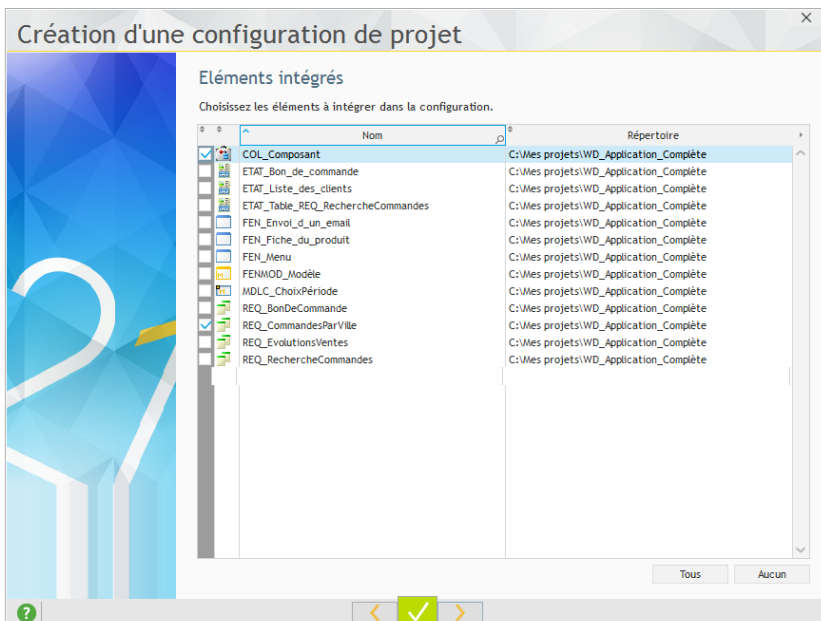 Création d'une configuration de projet
Eléments intégrés
Choisissez les éléments à intégrer dans la configuration.
Nom Répertoire
COL_Composant C:\Mes projets\WD_Application_Complète
ETAT_Bon_de_commande C:\Mes projets\WD_Application_Complète
ETAT_Liste_des_clients C:\Mes projets\WD_Application_Complète
ETAT_Table_REQ_RechercheCommandes C:\Mes projets\WD_Application_Complète
FEN_Envoi_d_un_email C:\Mes projets\WD_Application_Complète
FEN_Fiche_du_produit C:\Mes projets\WD_Application_Complète
FEN_Menu C:\Mes projets\WD_Application_Complète
FENMOD_Modèle C:\Mes projets\WD_Application_Complète
MDLC_ChoixPériode C:\Mes projets\WD_Application_Complète
REQ_BonDeCommande C:\Mes projets\WD_Application_Complète
REQ_CommandesParVille C:\Mes projets\WD_Application_Complète
REQ_EvolutionsVentes C:\Mes projets\WD_Application_Complète
REQ_RechercheCommandes C:\Mes projets\WD_Application_Complète
Tous Aucun